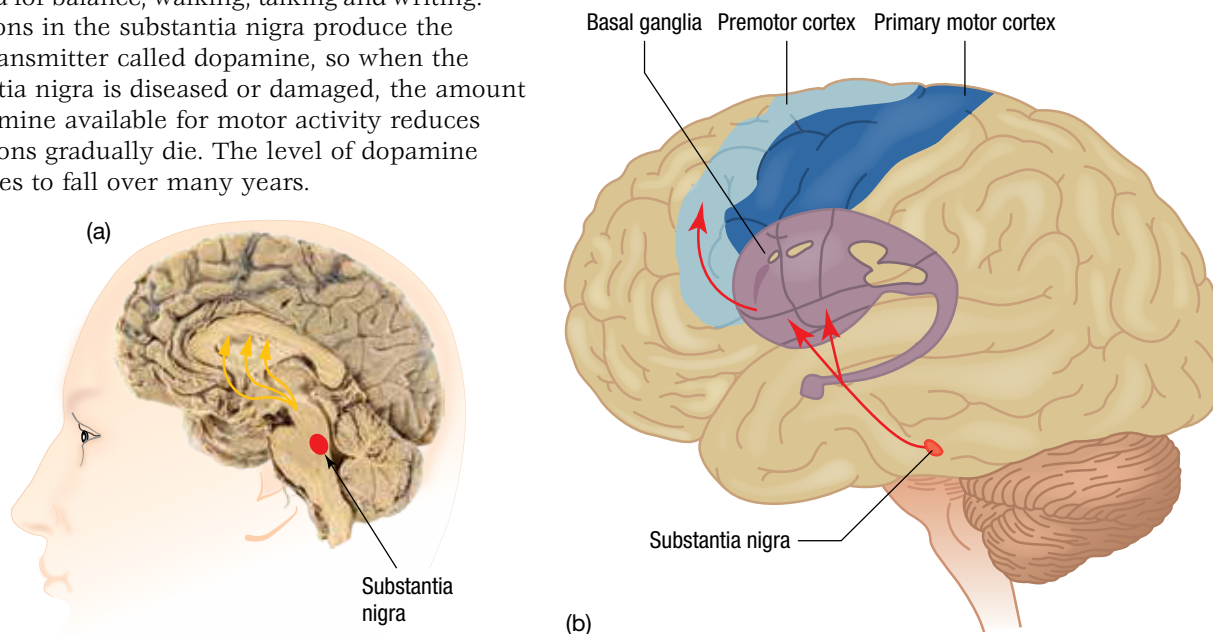 for balance, walking, talking and writing.
ons in the substantia nigra produce the
ansmitter called dopamine, so when the
tia nigra is diseased or damaged, the amount
mine available for motor activity reduces
ons gradually die. The level of dopamine
es to fall over many years.
(a)
Substantia
nigra
Basal ganglia Premotor cortex Primary motor cortex
Substantia nigra
(b)